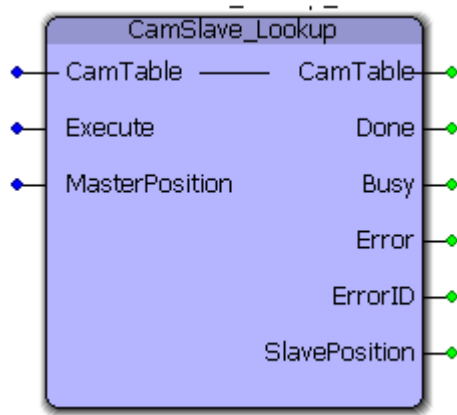 CamSlave_Lookup
CamTable CamTable
Execute Done
MasterPosition Busy
Error
ErrorID
SlavePosition